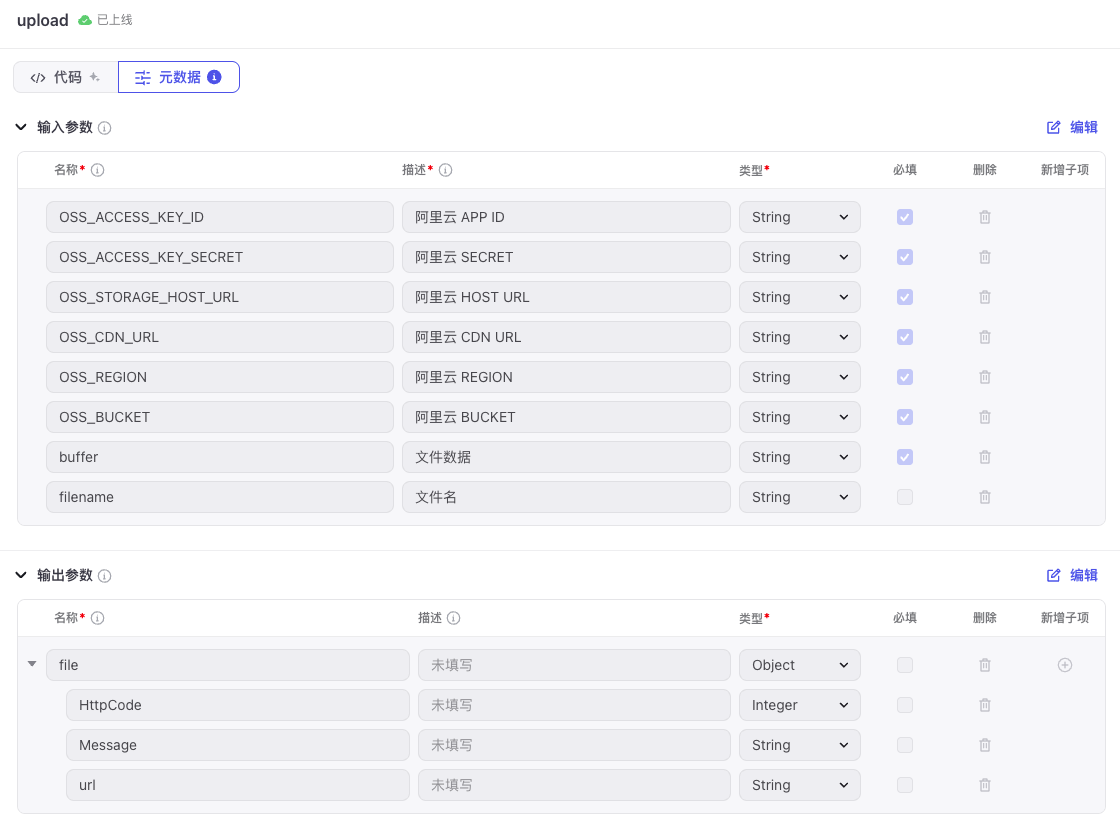 upload 已上线
代码 元数据
输入参数 编辑
名称* 描述* 类型* 必填 删除 新增子项
OSS_ACCESS_KEY_ID 阿里云 APP ID String
OSS_ACCESS_KEY_SECRET 阿里云 SECRET String
OSS_STORAGE_HOST_URL 阿里云 HOST URL String
OSS_CDN_URL 阿里云 CDN URL String
OSS_REGION 阿里云 REGION String
OSS_BUCKET 阿里云 BUCKET String
buffer 文件数据 String
filename 文件名 String
输出参数 编辑
名称* 描述 类型* 必填 删除 新增子项
file 未填写 Object
HttpCode 未填写 Integer
Message 未填写 String
url 未填写 String